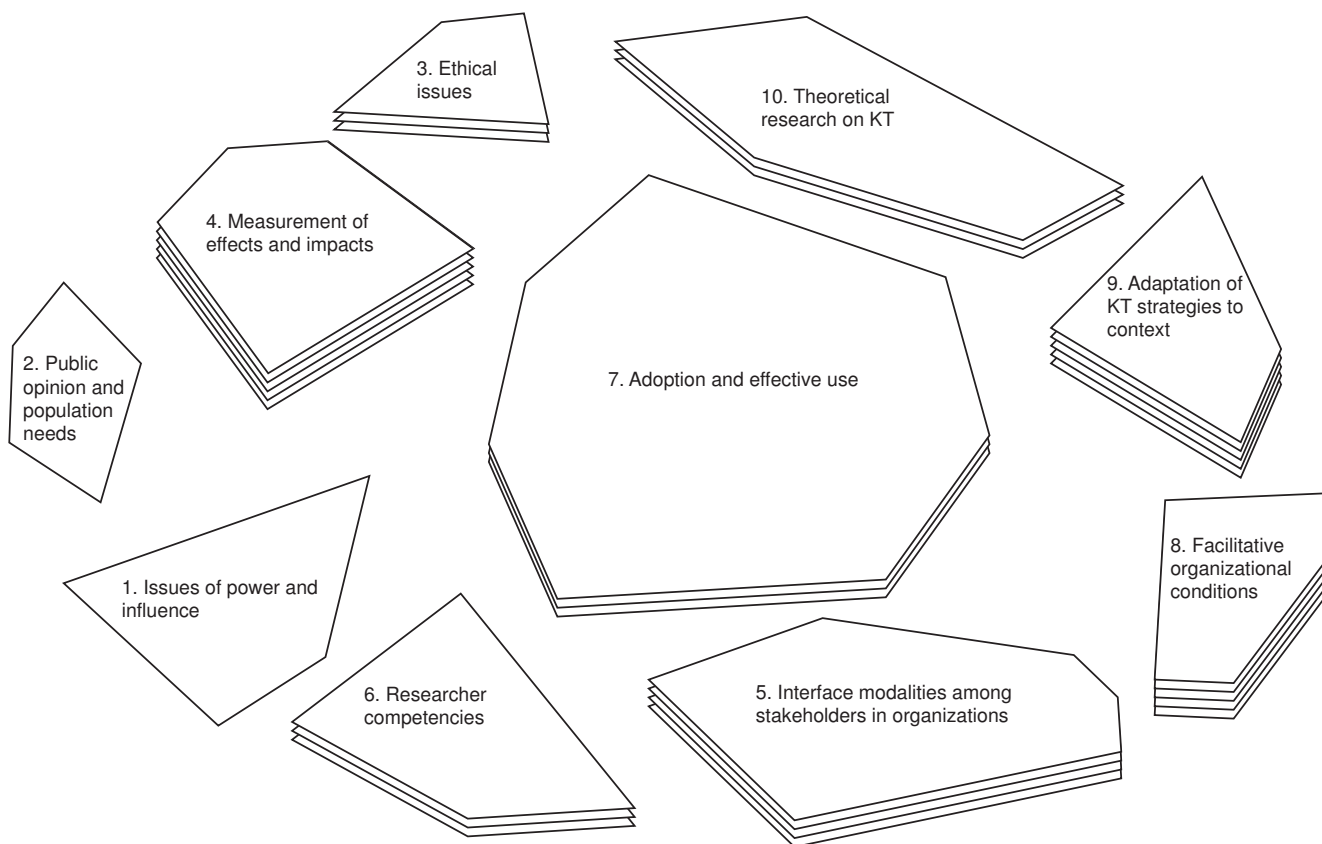 3. Ethical
issues
10. Theoretical
research on KT
4. Measurement of
effects and impacts
9. Adaptation of
KT strategies to
context
2. Public
opinion and
population
needs
7. Adoption and effective use
8. Facilitative
organizational
conditions
1. Issues of power and
influence
6. Researcher
competencies
5. Interface modalities among
stakeholders in organizations